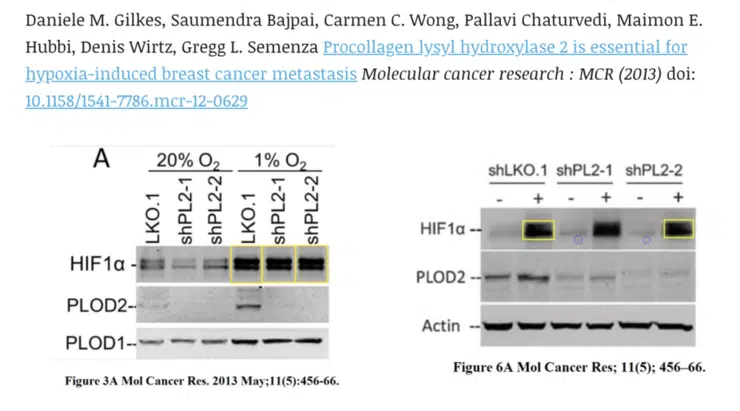 Daniele M. Gilkes, Saumendra Bajpai, Carmen C. Wong, Pallavi Chaturvedi, Maimon E.
Hubbi, Denis Wirtz, Gregg L. Semenza Procollagen lysyl hydroxylase 2 is essential for
hypoxia-induced breast cancer metastasis Molecular cancer research : MCR (2013) doi:
10.1158/1541-7786.mcr-12-0629
A
20% O₂ 1% O₂
LKO.1 shPL2-1 shPL2-2 LKO.1 shPL2-1 shPL2-2
HIF1α -
PLOD2--
PLOD1--
Figure 3A Mol Cancer Res. 2013 May;11(5):456-66.
shLKO.1 shPL2-1 shPL2-2
- + - + - +
HIF1α --
PLOD2--
Actin --
Figure 6A Mol Cancer Res; 11(5); 456–66.